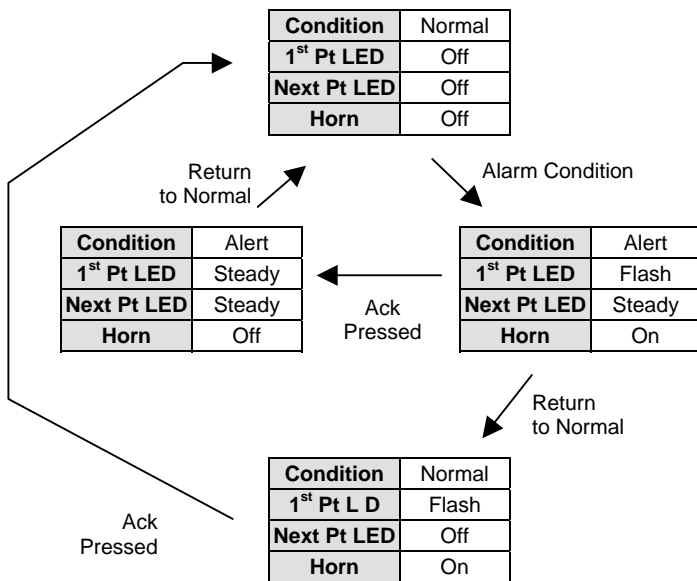 Condition Normal
1st Pt LED Off
Next Pt LED Off
Horn Off
Return
to Normal
Alarm Condition
Condition Alert
1st Pt LED Steady
Next Pt LED Steady
Horn Off
Ack
Pressed
Condition Alert
1st Pt LED Flash
Next Pt LED Steady
Horn On
Return
to Normal
Condition Normal
1st Pt L D Flash
Next Pt LED Off
Horn On
Ack
Pressed